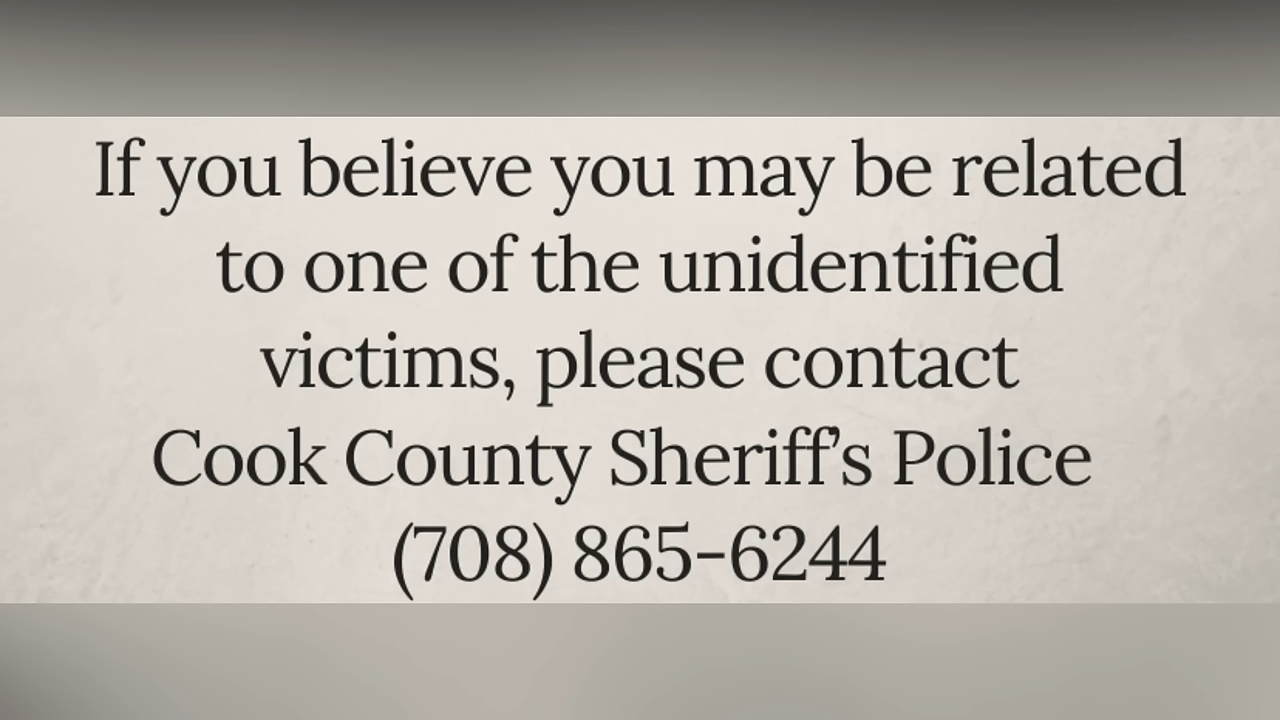 If you believe you may be related
to one of the unidentified
victims, please contact
Cook County Sheriff’s Police
(708) 865-6244